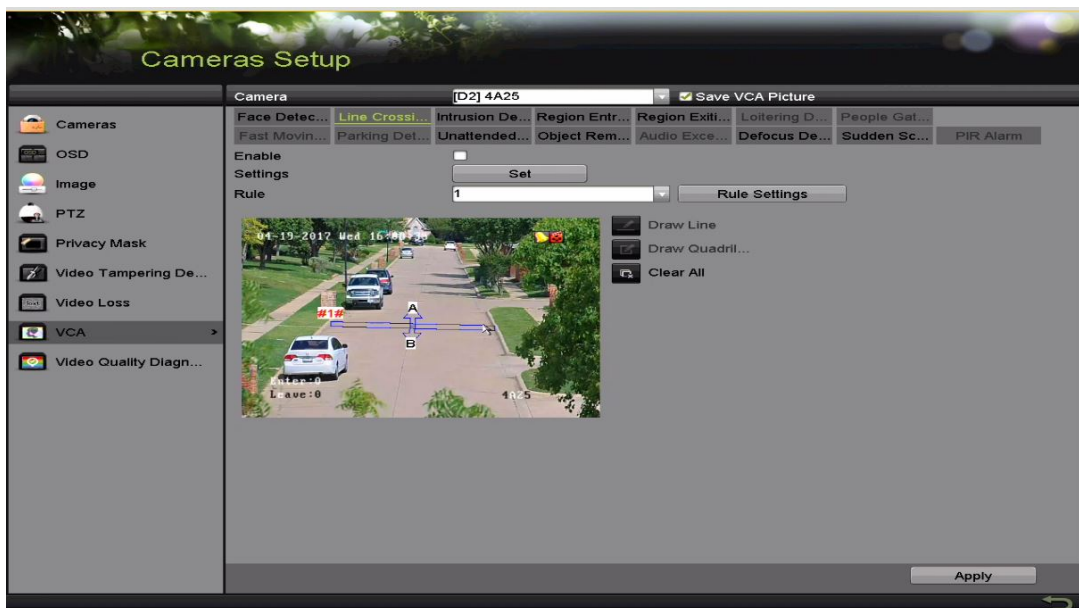 Cameras Setup
Camera [D2] 4A25 Save VCA Picture
Cameras
OSD
Image
PTZ
Privacy Mask
Video Tampering De...
Video Loss
VCA >
Video Quality Diagn...
Face Detec... Line Crossi... Intrusion De... Region Entr... Region Exiti... Loitering D... People Gat...
Fast Movin... Parking Det... Unattended... Object Rem... Audio Exce... Defocus De... Sudden Sc... PIR Alarm
Enable
Settings Set
Rule 1 Rule Settings
04-19-2017 Wed
#1#
A
B
Enter:0
Leave:0 4A25
Draw Line
Draw Quadril...
Clear All
Apply